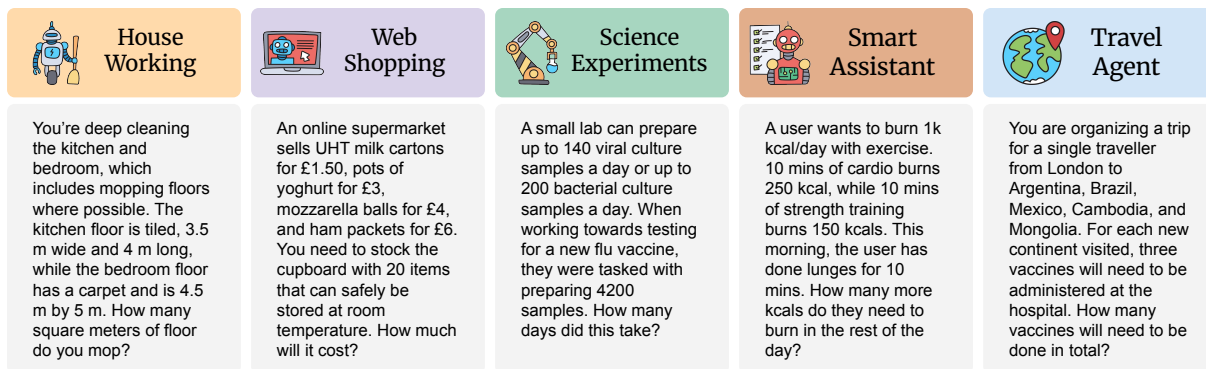 House
Working
You’re deep cleaning
the kitchen and
bedroom, which
includes mopping floors
where possible. The
kitchen floor is tiled, 3.5
m wide and 4 m long,
while the bedroom floor
has a carpet and is 4.5
m by 5 m. How many
square meters of floor
do you mop?
Web
Shopping
An online supermarket
sells UHT milk cartons
for £1.50, pots of
yoghurt for £3,
mozzarella balls for £4,
and ham packets for £6.
You need to stock the
cupboard with 20 items
that can safely be
stored at room
temperature. How much
will it cost?
Science
Experiments
A small lab can prepare
up to 140 viral culture
samples a day or up to
200 bacterial culture
samples a day. When
working towards testing
for a new flu vaccine,
they were tasked with
preparing 4200
samples. How many
days did this take?
Smart
Assistant
A user wants to burn 1k
kcal/day with exercise.
10 mins of cardio burns
250 kcal, while 10 mins
of strength training
burns 150 kcals. This
morning, the user has
done lunges for 10
mins. How many more
kcals do they need to
burn in the rest of the
day?
Travel
Agent
You are organizing a trip
for a single traveller
from London to
Argentina, Brazil,
Mexico, Cambodia, and
Mongolia. For each new
continent visited, three
vaccines will need to be
administered at the
hospital. How many
vaccines will need to be
done in total?